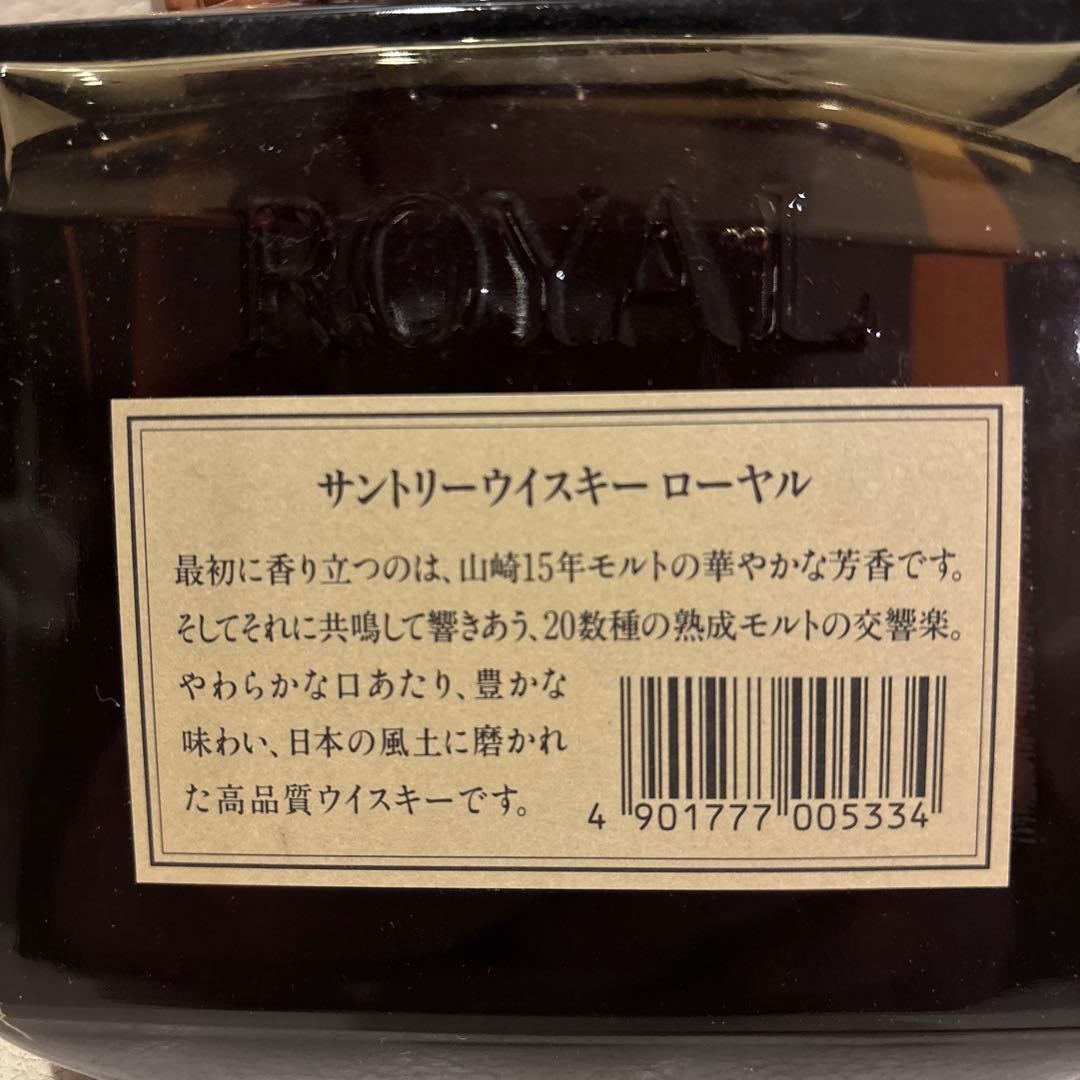 ROYAL
サントリーウイスキー ローヤル
最初に香り立つのは、山崎15年モルトの華やかな芳香です。
そしてそれに共鳴して響きあう、20数種の熟成モルトの交響楽。
やわらかな口あたり、豊かな
味わい、日本の風土に磨かれ
た高品質ウイスキーです。
4 901777 005334